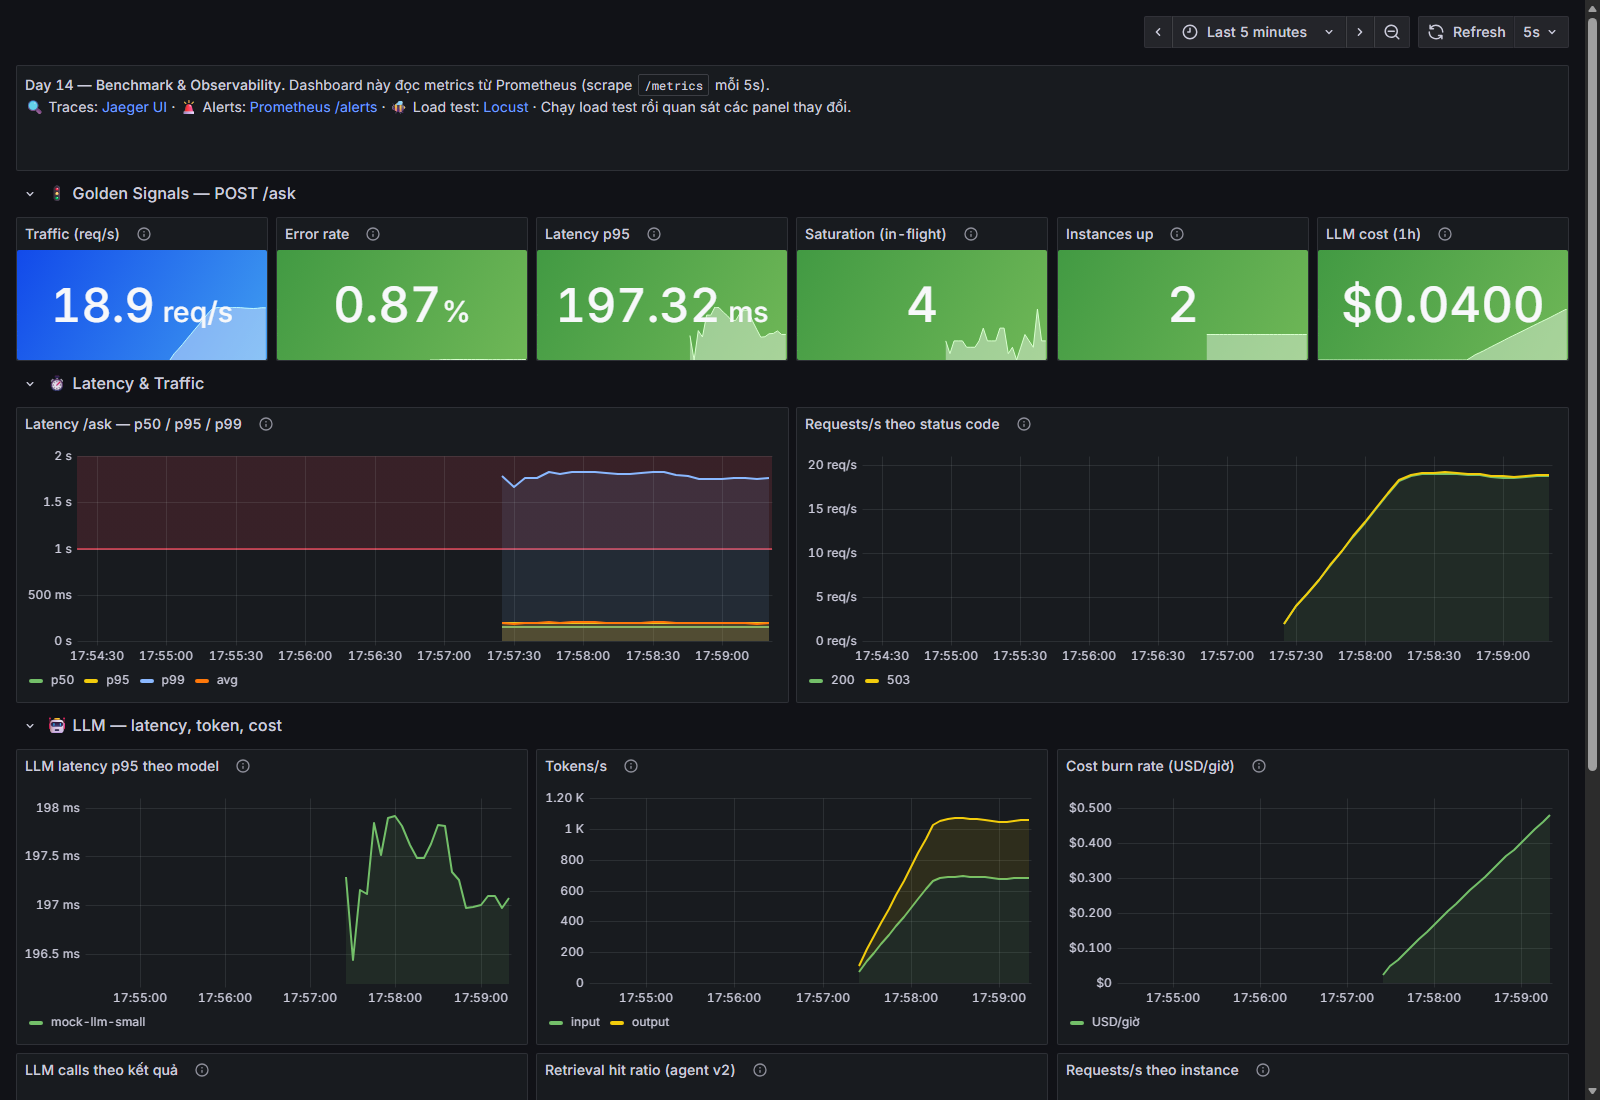 Last 5 minutes
Refresh
5s
Day 14 — Benchmark & Observability. Dashboard này đọc metrics từ Prometheus (scrape /metrics mỗi 5s).
Traces: Jaeger UI · Alerts: Prometheus /alerts · Load test: Locust · Chạy load test rồi quan sát các panel thay đổi.
Golden Signals — POST /ask
Traffic (req/s)
18.9 req/s
Error rate
0.87%
Latency p95
197.32 ms
Saturation (in-flight)
4
Instances up
2
LLM cost (1h)
$0.0400
Latency & Traffic
Latency /ask — p50 / p95 / p99
2 s
1.5 s
1 s
500 ms
0 s
17:54:30 17:55:00 17:55:30 17:56:00 17:56:30 17:57:00 17:57:30 17:58:00 17:58:30 17:59:00
p50 p95 p99 avg
Requests/s theo status code
20 req/s
15 req/s
10 req/s
5 req/s
0 req/s
17:54:30 17:55:00 17:55:30 17:56:00 17:56:30 17:57:00 17:57:30 17:58:00 17:58:30 17:59:00
200 503
LLM — latency, token, cost
LLM latency p95 theo model
198 ms
197.5 ms
197 ms
196.5 ms
17:55:00 17:56:00 17:57:00 17:58:00 17:59:00
mock-llm-small
Tokens/s
1.20 K
1 K
800
600
400
200
0
17:55:00 17:56:00 17:57:00 17:58:00 17:59:00
input output
Cost burn rate (USD/giờ)
$0.500
$0.400
$0.300
$0.200
$0.100
$0
17:55:00 17:56:00 17:57:00 17:58:00 17:59:00
USD/giờ
LLM calls theo kết quả
Retrieval hit ratio (agent v2)
Requests/s theo instance